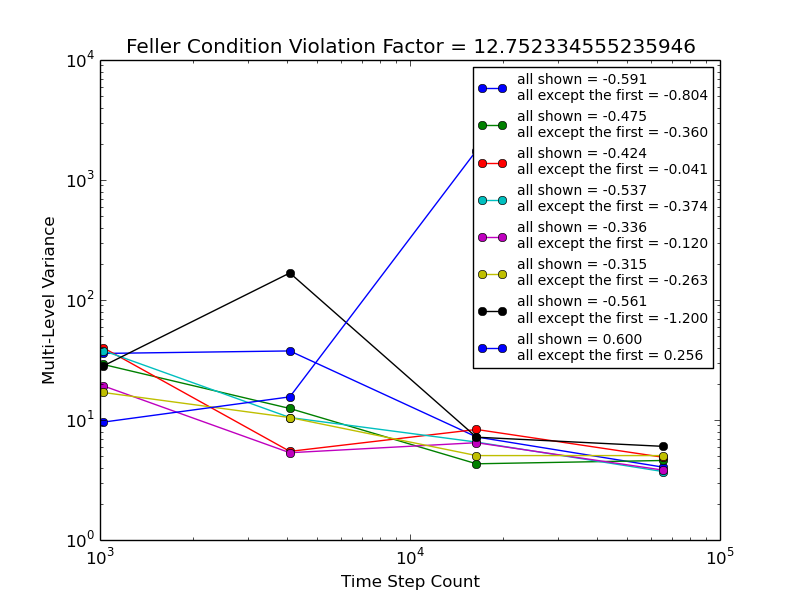 Feller Condition Violation Factor = 12.752334555235946
10^4
10^3
10^2
10^1
10^0
Multi-Level Variance
all shown = -0.591
all except the first = -0.804
all shown = -0.475
all except the first = -0.360
all shown = -0.424
all except the first = -0.041
all shown = -0.537
all except the first = -0.374
all shown = -0.336
all except the first = -0.120
all shown = -0.315
all except the first = -0.263
all shown = -0.561
all except the first = -1.200
all shown = 0.600
all except the first = 0.256
10^3 10^4 10^5
Time Step Count